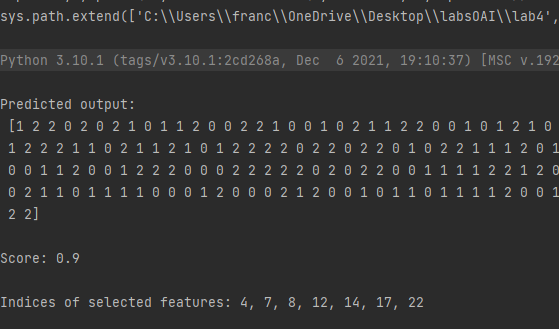 sys.path.extend(['C:\\Users\\franc\\OneDrive\\Desktop\\labsOAI\\lab4',
Python 3.10.1 (tags/v3.10.1:2cd268a, Dec  6 2021, 19:10:37) [MSC v.192
Predicted output:
[1 2 2 0 2 0 2 1 0 1 1 2 0 0 2 2 1 0 0 1 0 2 1 1 2 2 0 0 1 0 1 2 1 0
1 2 2 2 1 1 0 2 1 1 2 1 0 1 2 2 2 2 0 2 2 0 2 2 0 1 0 2 2 1 1 1 2 0 1
0 0 1 1 2 0 0 1 2 2 2 0 0 0 2 2 2 2 2 0 2 2 0 2 2 0 0 1 1 1 1 2 2 1 2 0
0 2 1 1 0 1 1 1 1 0 0 0 1 2 0 0 0 2 1 2 0 0 1 0 1 1 0 1 1 1 1 2 0 0 1
2 2]
Score: 0.9
Indices of selected features: 4, 7, 8, 12, 14, 17, 22